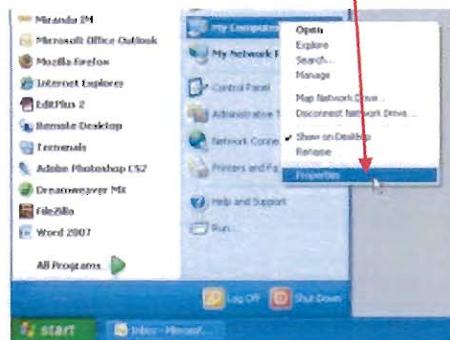 Miranda IM
Microsoft Office Outlook
Mozilla Firefox
Internet Explorer
EditPlus 2
Remote Desktop
Terminals
Adobe Photoshop CS2
Dreamweaver MX
FileZilla
Word 2007
All Programs
My Computer
My Network
Control Panel
Administrative
Network Conne
Printers and Fa
Help and Support
Run...
Open
Explore
Search...
Manage
Map Network Drive...
Disconnect Network Drive...
Show on Desktop
Rename
Properties
Log Off
Shut Down
start
Inbox - Microsof...